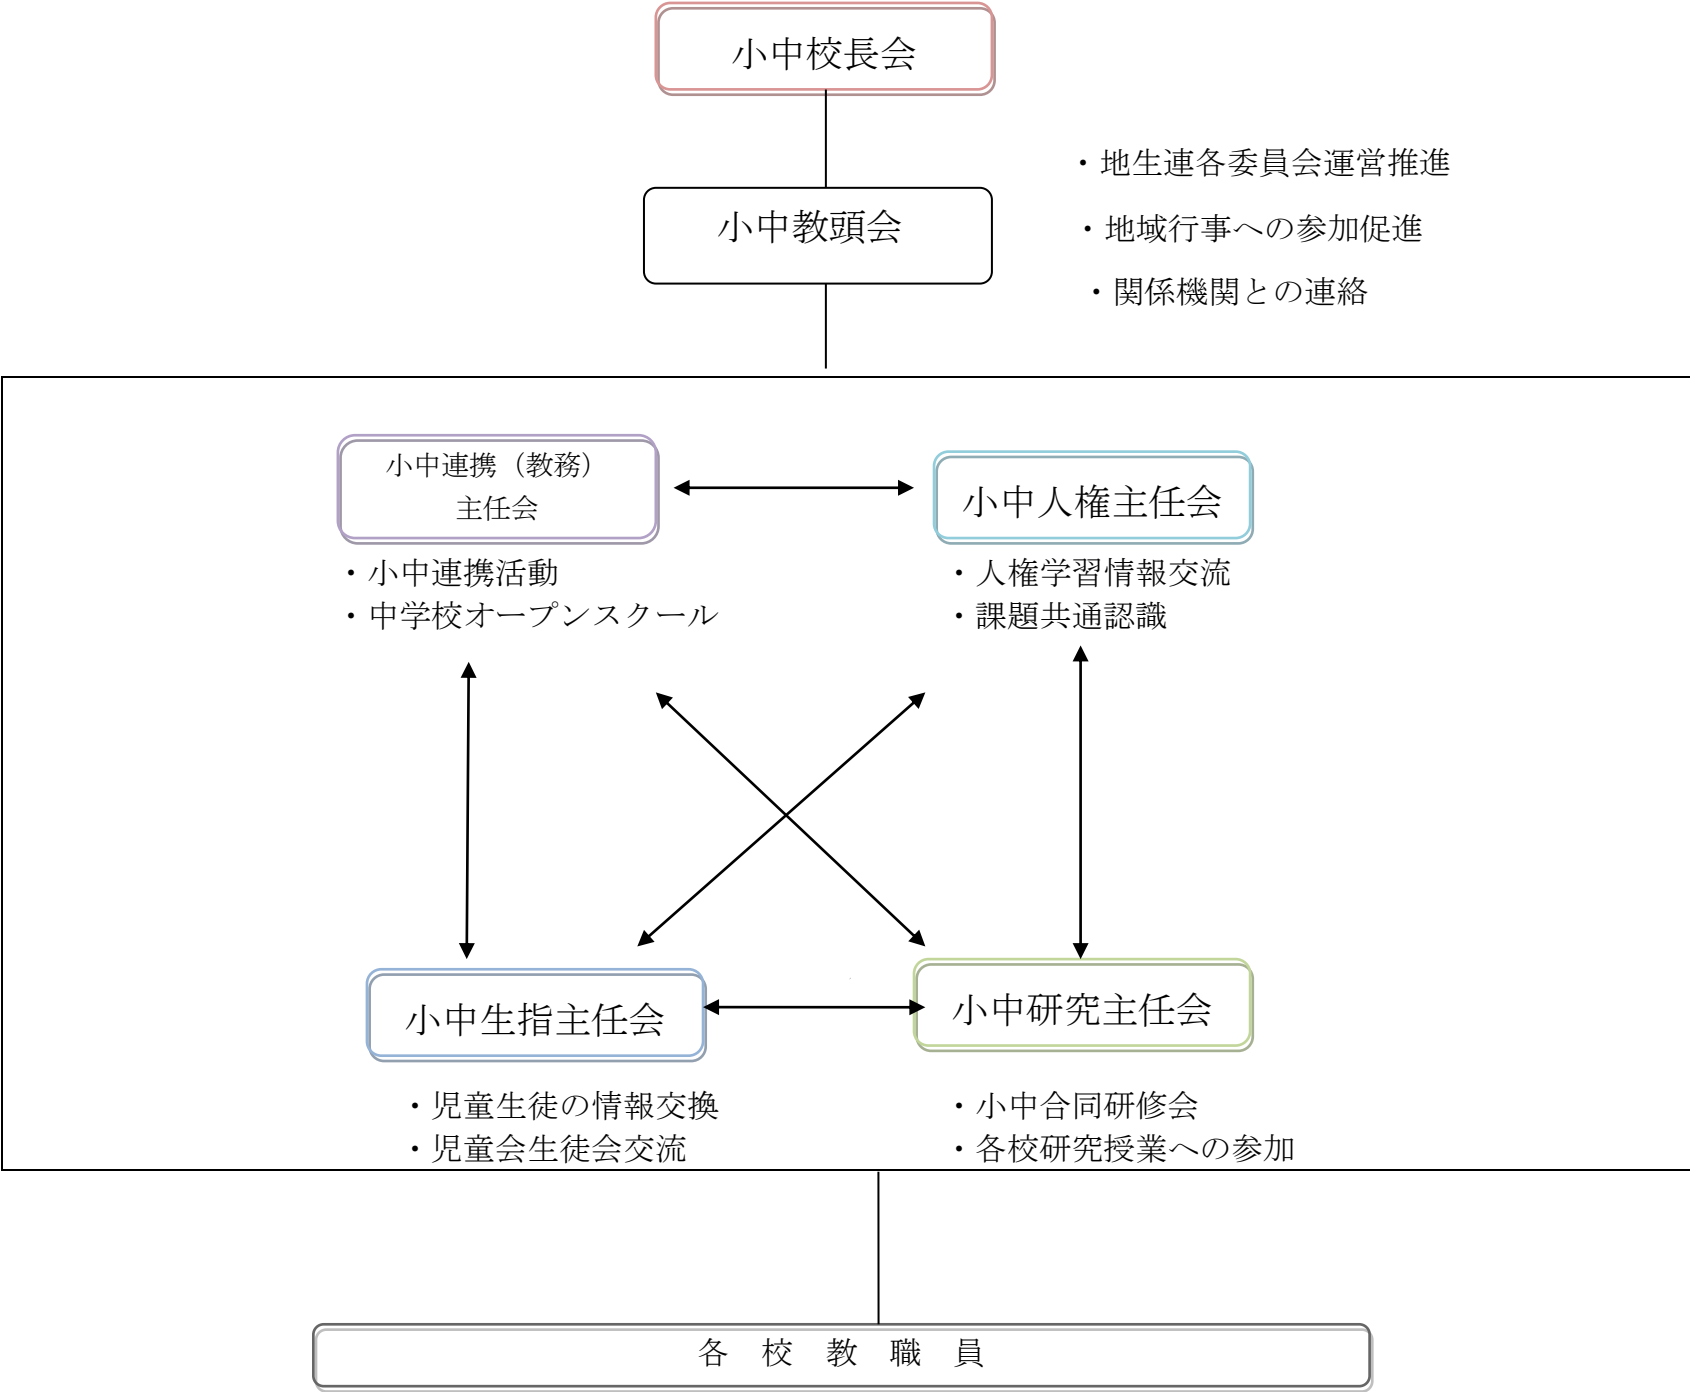 小中校長会
・地生連各委員会運営推進
小中教頭会
・地域行事への参加促進
・関係機関との連絡
小中連携（教務）
主任会
・小中連携活動
・中学校オープンスクール
小中人権主任会
・人権学習情報交流
・課題共通認識
小中生指主任会
・児童生徒の情報交換
・児童会生徒会交流
小中研究主任会
・小中合同研修会
・各校研究授業への参加
各　校　教　職　員